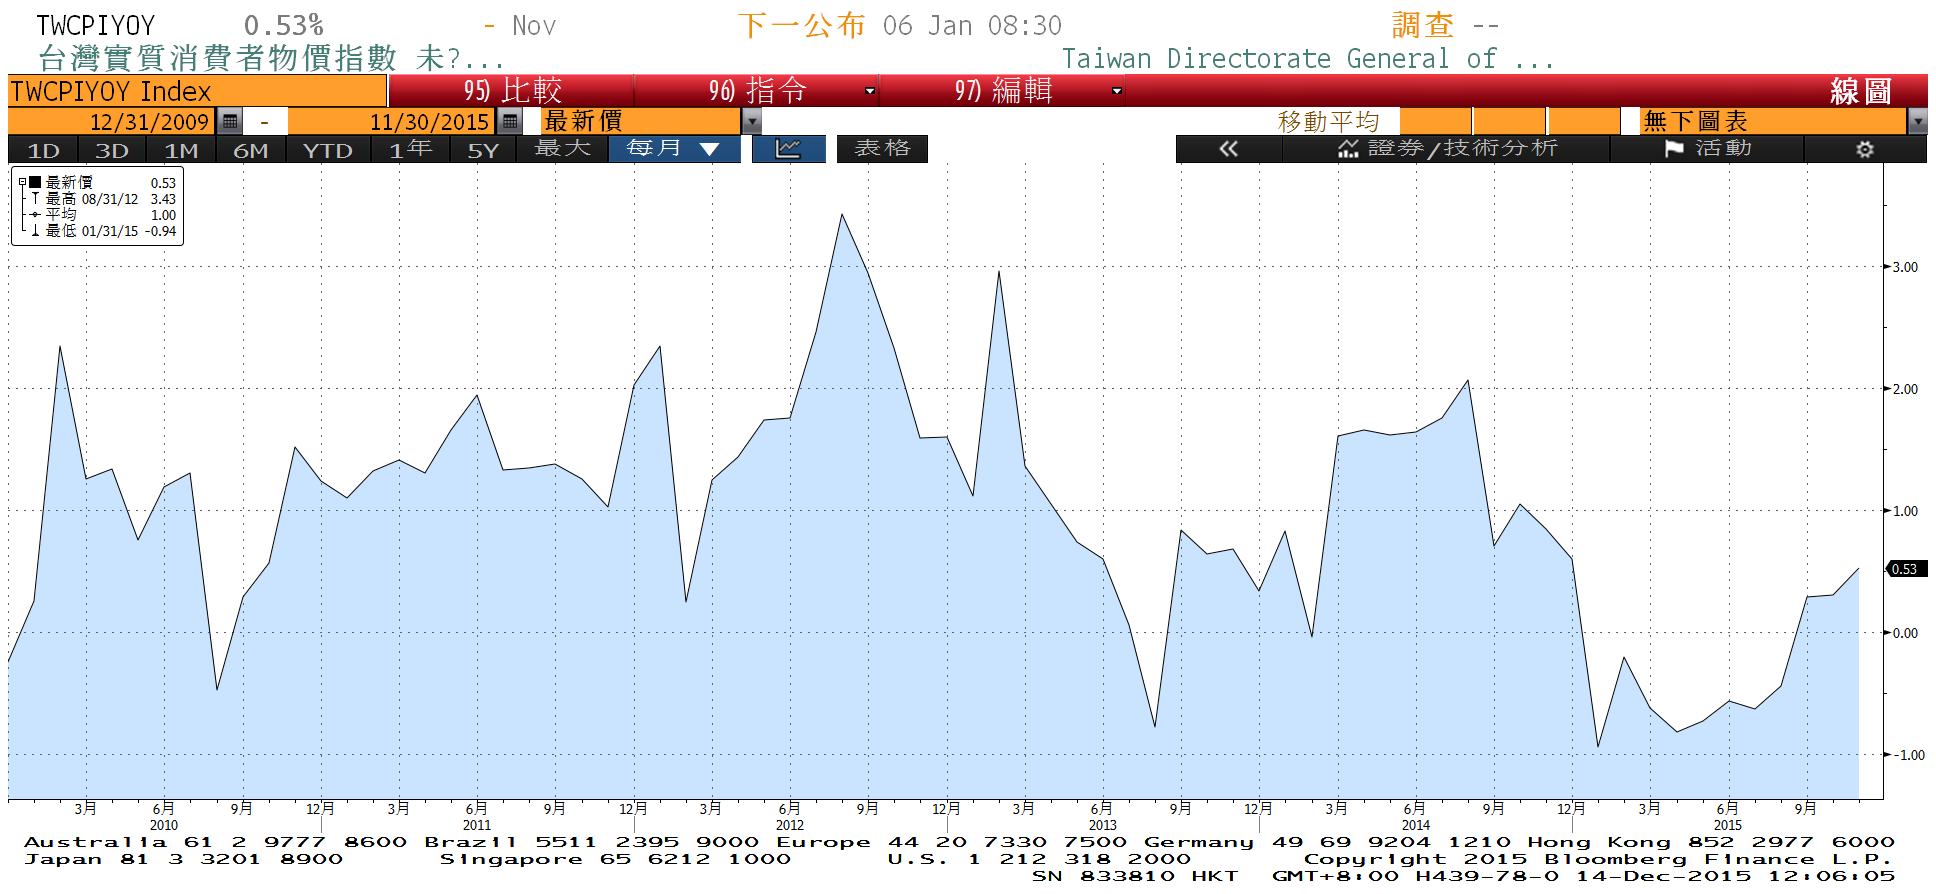 TWCPIYOY 0.53% - Nov 下一公布 06 Jan 08:30 調查 --
台灣實質消費者物價指數 未?... Taiwan Directorate General of ...
TWCPIYOY Index 95) 比較 96) 指令 97) 編輯 線圖
12/31/2009 - 11/30/2015 最新價 移動平均 無下圖表
1D 3D 1M 6M YTD 1年 5Y 最大 每月 ▼ 表格 « 證券/技術分析 活動
最新價 0.53
最高 08/31/12 3.43
平均 1.00
最低 01/31/15 -0.94
3.00
2.00
1.00
0.53
0.00
-1.00
3月 6月 9月 12月 3月 6月 9月 12月 3月 6月 9月 12月 3月 6月 9月 12月 3月 6月 9月 12月 3月 6月 9月
2010 2011 2012 2013 2014 2015
Australia 61 2 9777 8600 Brazil 5511 2395 9000 Europe 44 20 7330 7500 Germany 49 69 9204 1210 Hong Kong 852 2977 6000
Japan 81 3 3201 8900 Singapore 65 6212 1000 U.S. 1 212 318 2000 Copyright 2015 Bloomberg Finance L.P.
SN 833810 HKT GMT+8:00 H439-78-0 14-Dec-2015 12:06:05